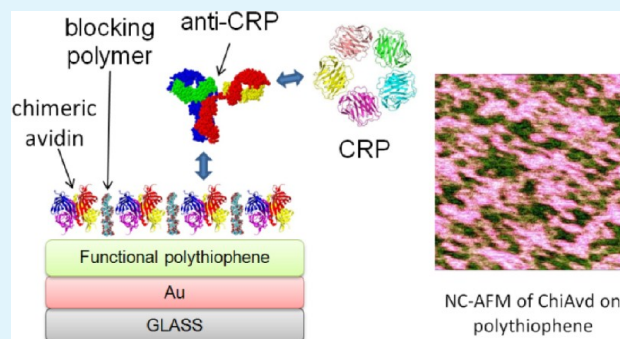 blocking
polymer
anti-CRP
chimeric
avidin
CRP
Functional polythiophene
Au
GLASS
NC-AFM of ChiAvd on
polythiophene